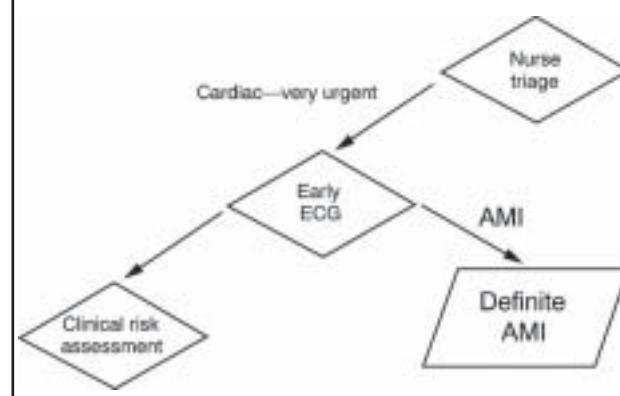 Nurse
triage
Cardiac—very urgent
Early
ECG
AMI
Clinical risk
assessment
Definite
AMI